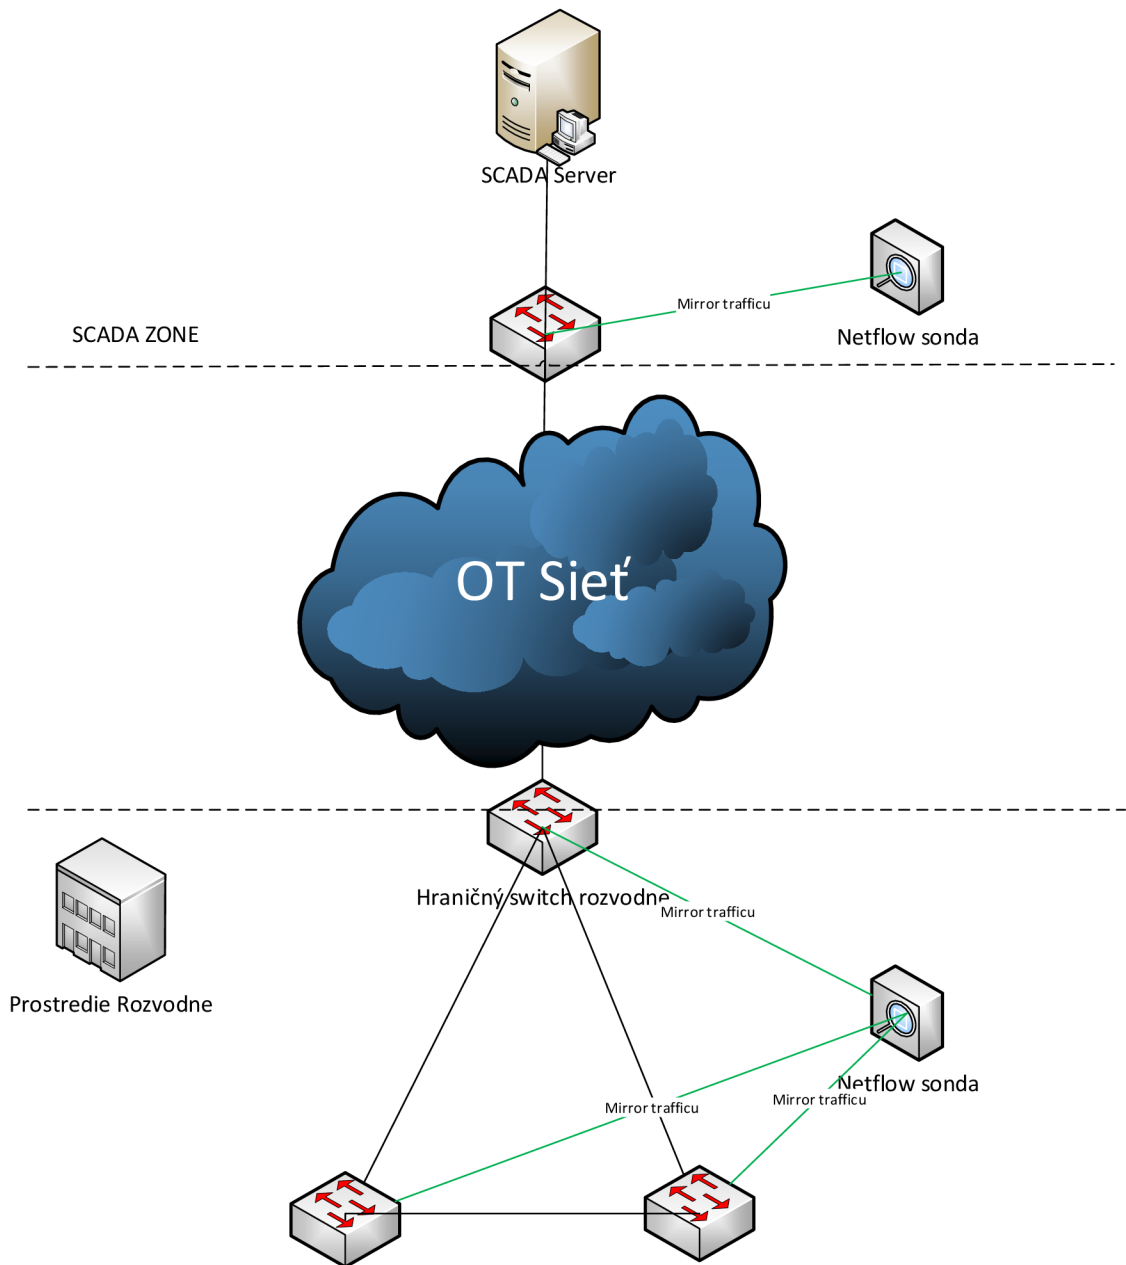 SCADA Server
Mirror trafficu
Netflow sonda
SCADA ZONE
OT Sieť
Hraničný switch rozvodne
Mirror trafficu
Prostredie Rozvodne
Netflow sonda
Mirror trafficu
Mirror trafficu